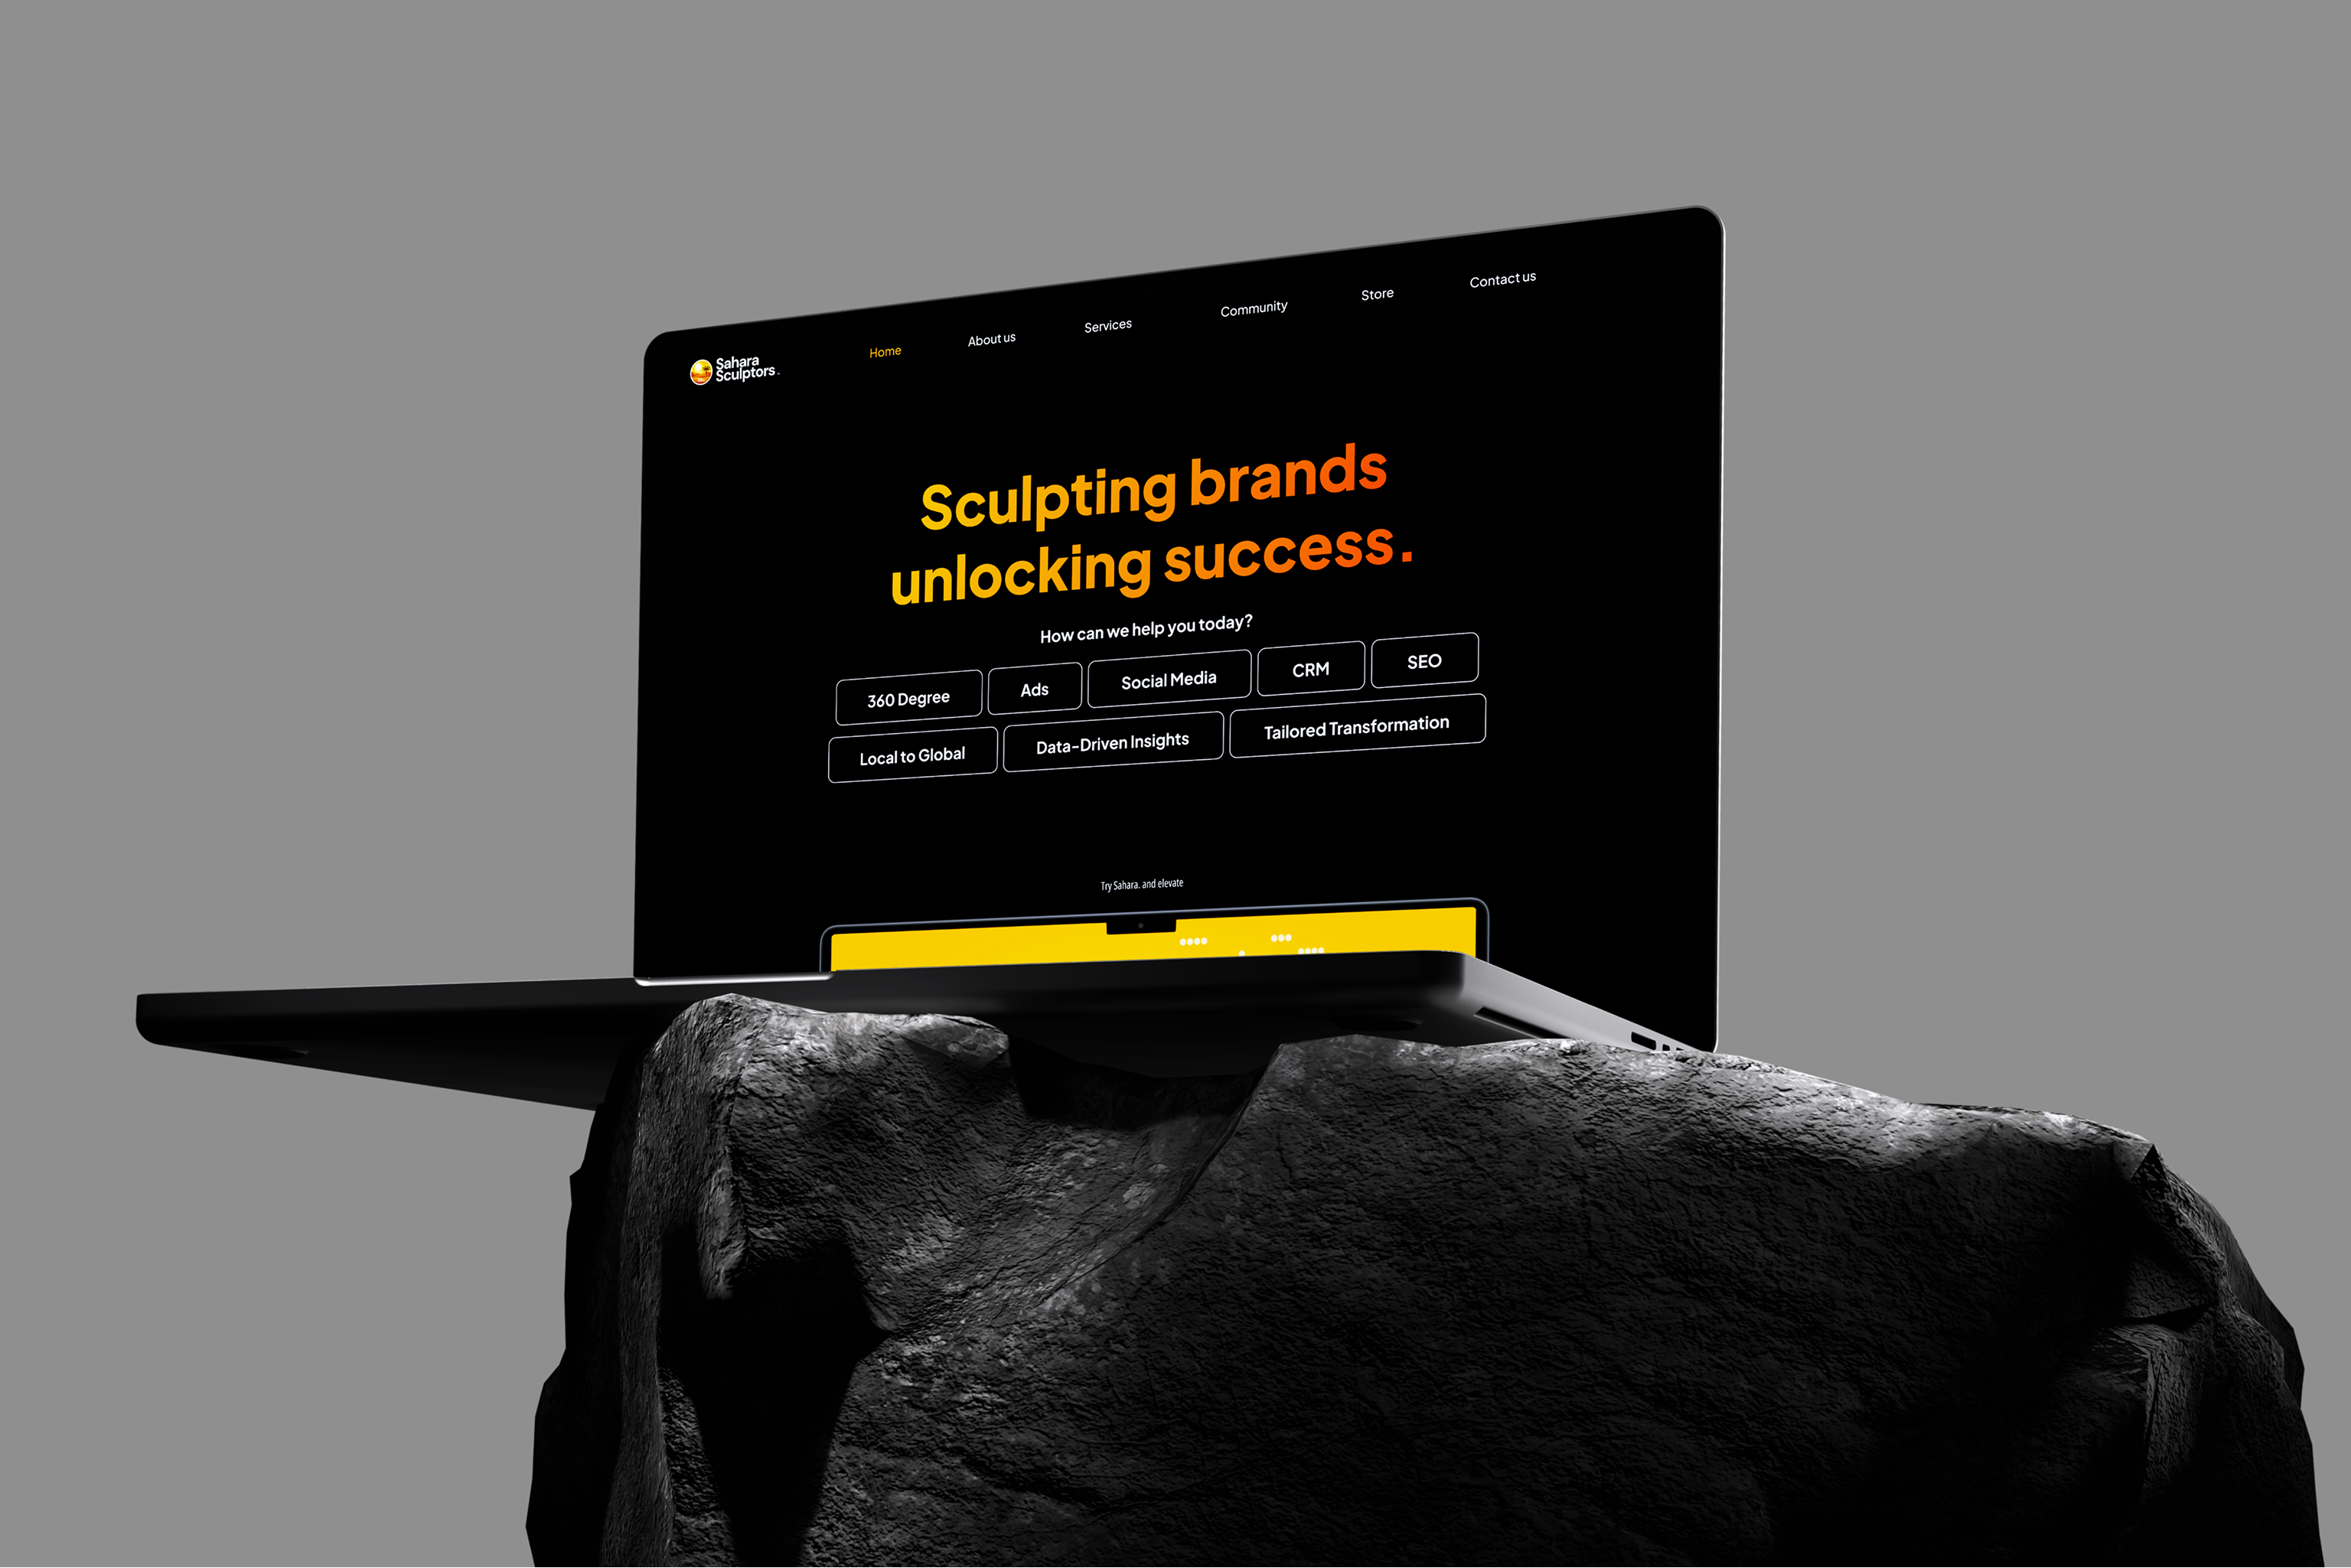 Sahara
Sculptors
Home
About us
Services
Community
Store
Contact us
Sculpting brands
unlocking success.
How can we help you today?
360 Degree
Ads
Social Media
CRM
SEO
Local to Global
Data-Driven Insights
Tailored Transformation
Try Sahara. and elevate